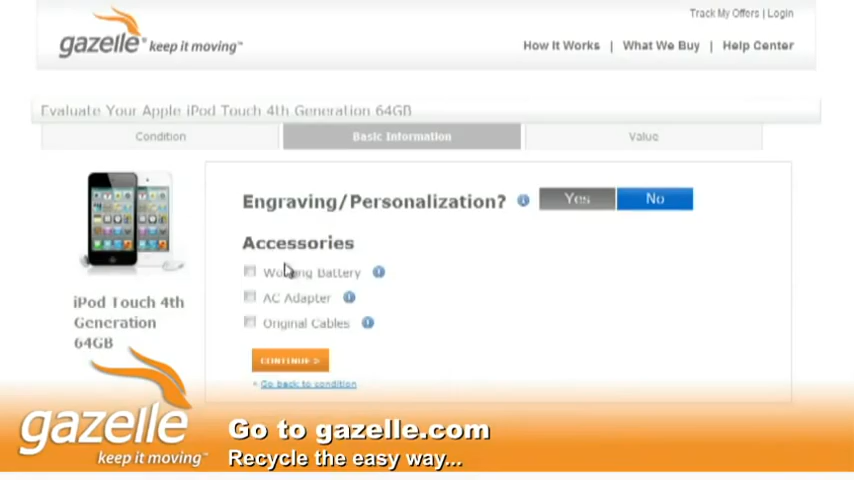 Track My Offers | Login
gazelle® keep it moving™
How It Works | What We Buy | Help Center
Evaluate Your Apple iPod Touch 4th Generation 64GB
Condition
Basic Information
Value
Engraving/Personalization?
Yes
No
Accessories
Working Battery
AC Adapter
Original Cables
iPod Touch 4th
Generation
64GB
CONTINUE >
Go back to condition
gazelle
keep it moving™
Go to gazelle.com
Recycle the easy way...